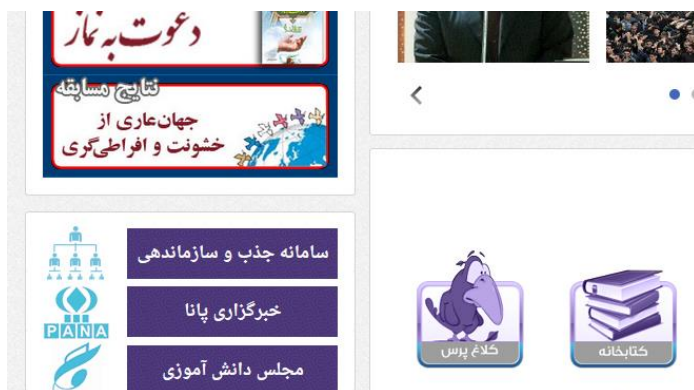 دعوت به نماز
نتایج مسابقه
جهان عاری از
خشونت و افراطی‌گری
سامانه جذب و سازماندهی
خبرگزاری پانا
PANA
مجلس دانش آموزی
کلاغ پرس
کتابخانه